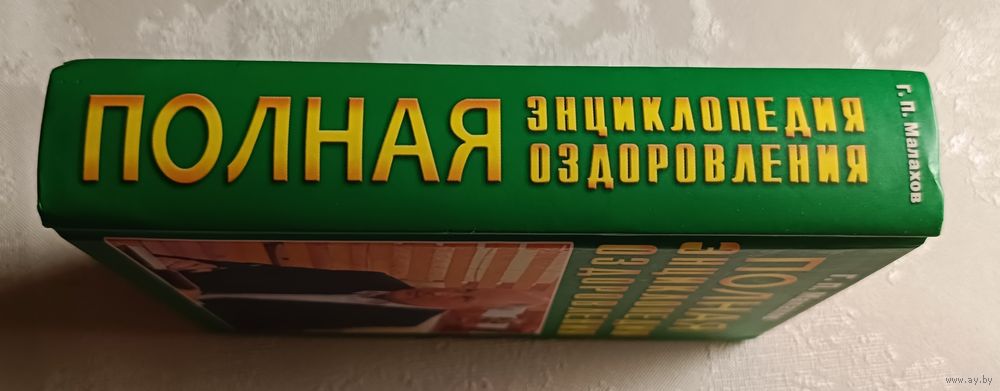 ПОЛНАЯ
ЭНЦИКЛОПЕДИЯ
ОЗДОРОВЛЕНИЯ
Г. П. Малахов
ПОЛНАЯ
ЭНЦИКЛОПЕДИЯ
ОЗДОРОВЛЕНИЯ
www.ay.by